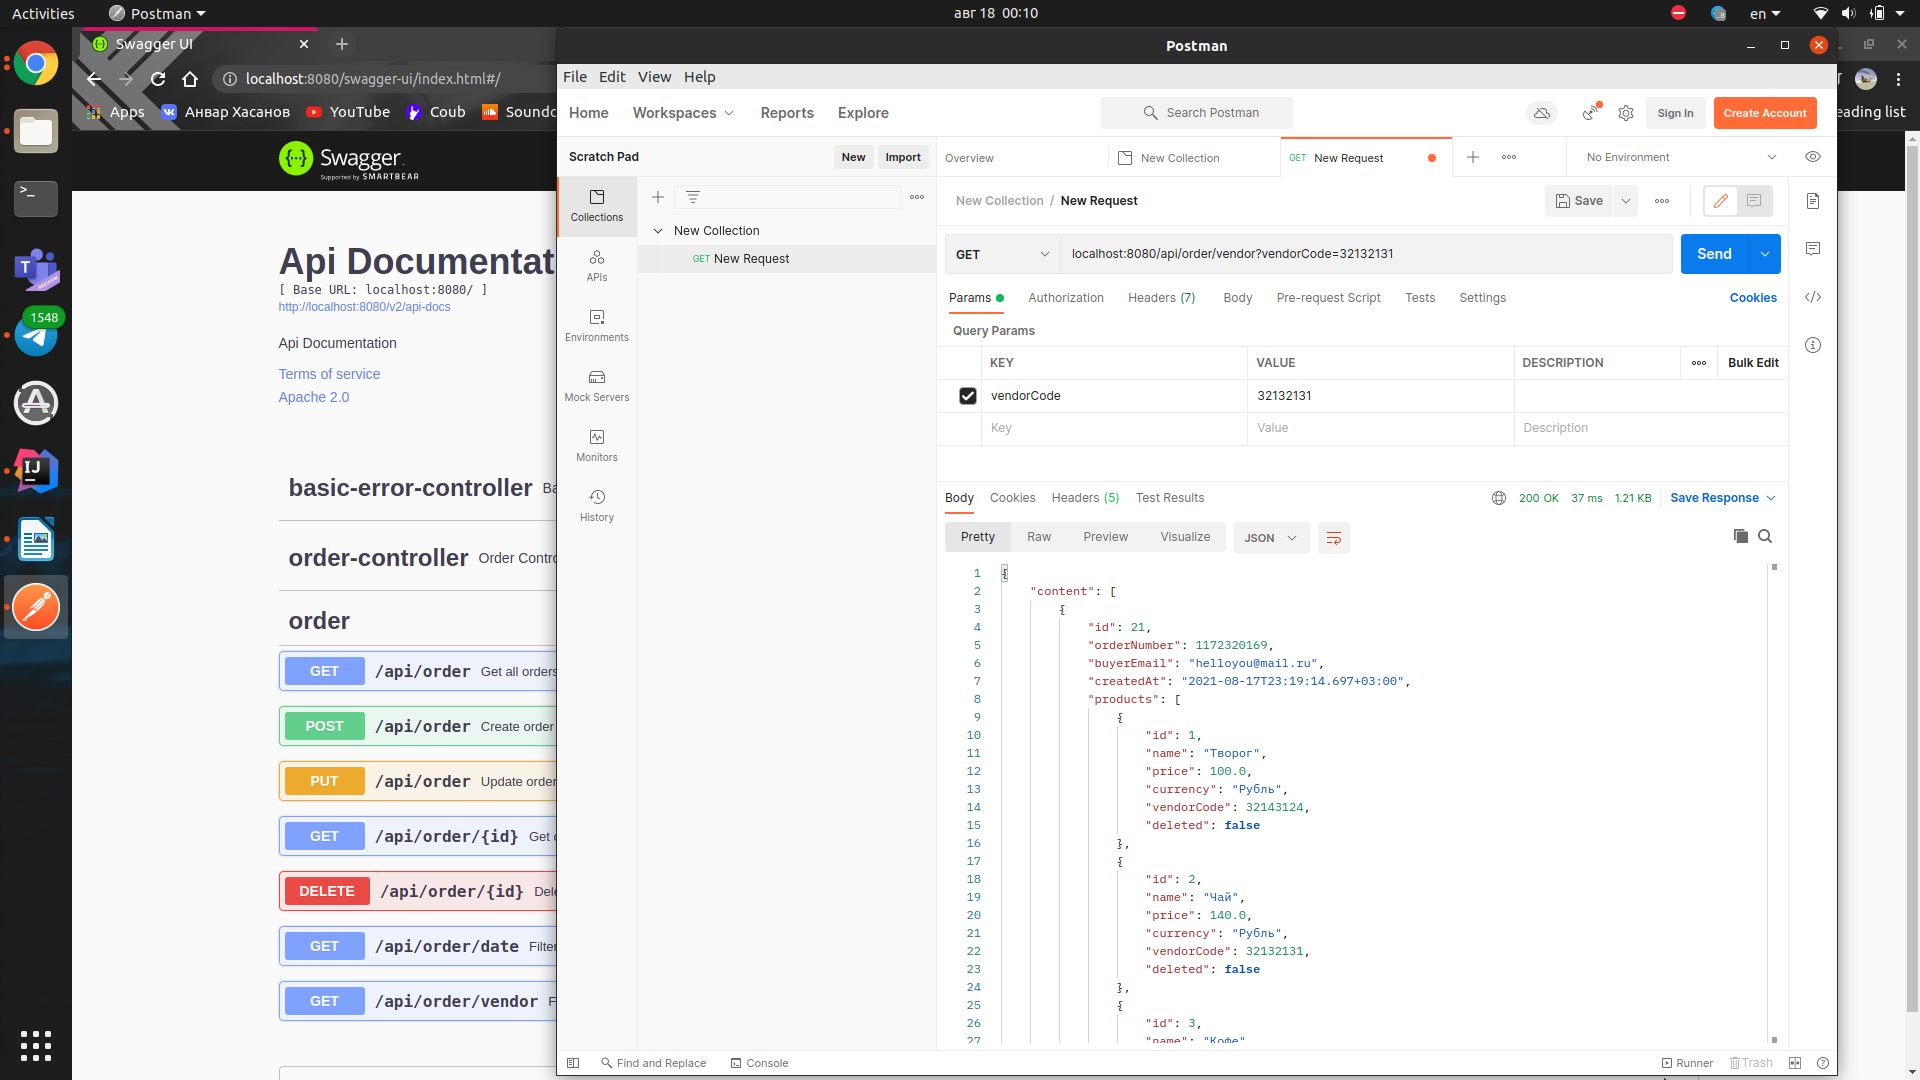 Activities
Postman
авг 18 00:10
en
Swagger UI
localhost:8080/swagger-ui/index.html#/
Apps
Анвар Хасанов
YouTube
Coub
eading list
Swagger
Supported by SMARTBEAR
Api Documentat
[ Base URL: localhost:8080/ ]
http://localhost:8080/v2/api-docs
Api Documentation
Terms of service
Apache 2.0
basic-error-controller Ba
order-controller Order Contro
order
GET /api/order Get all orders
POST /api/order Create order
PUT /api/order Update order
GET /api/order/{id} Get
DELETE /api/order/{id} Dele
GET /api/order/date Filter
GET /api/order/vendor F
1548
Postman
File Edit View Help
Home Workspaces Reports Explore
Search Postman
Sign In
Create Account
Scratch Pad
New
Import
Overview
New Collection
GET New Request
No Environment
Collections
APIs
Environments
Mock Servers
Monitors
History
New Collection
GET New Request
New Collection / New Request
Save
GET
localhost:8080/api/order/vendor?vendorCode=32132131
Send
Params
Authorization
Headers (7)
Body
Pre-request Script
Tests
Settings
Cookies
Query Params
KEY VALUE DESCRIPTION
Bulk Edit
vendorCode 32132131
Key Value Description
Body Cookies Headers (5) Test Results
200 OK 37 ms 1.21 KB
Save Response
Pretty Raw Preview Visualize
JSON
1 {
2 "content": [
3 {
4 "id": 21,
5 "orderNumber": 1172320169,
6 "buyerEmail": "helloyou@mail.ru",
7 "createdAt": "2021-08-17T23:19:14.697+03:00",
8 "products": [
9 {
10 "id": 1,
11 "name": "Творог",
12 "price": 100.0,
13 "currency": "Рубль",
14 "vendorCode": 32143124,
15 "deleted": false
16 },
17 {
18 "id": 2,
19 "name": "Чай",
20 "price": 140.0,
21 "currency": "Рубль",
22 "vendorCode": 32132131,
23 "deleted": false
24 },
25 {
26 "id": 3,
27 "name": "Кофе"
Find and Replace
Console
Runner
Trash